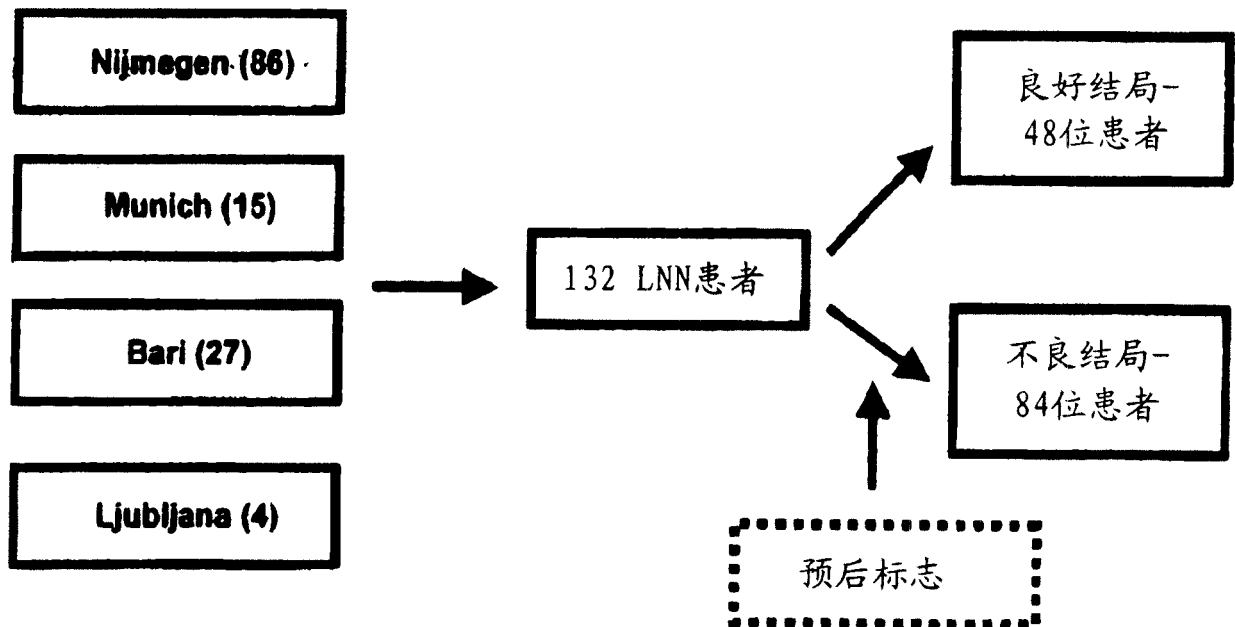 Nijmegen (86)
Munich (15)
Bari (27)
Ljubljana (4)
132 LNN患者
良好结局-
48位患者
不良结局-
84位患者
预后标志